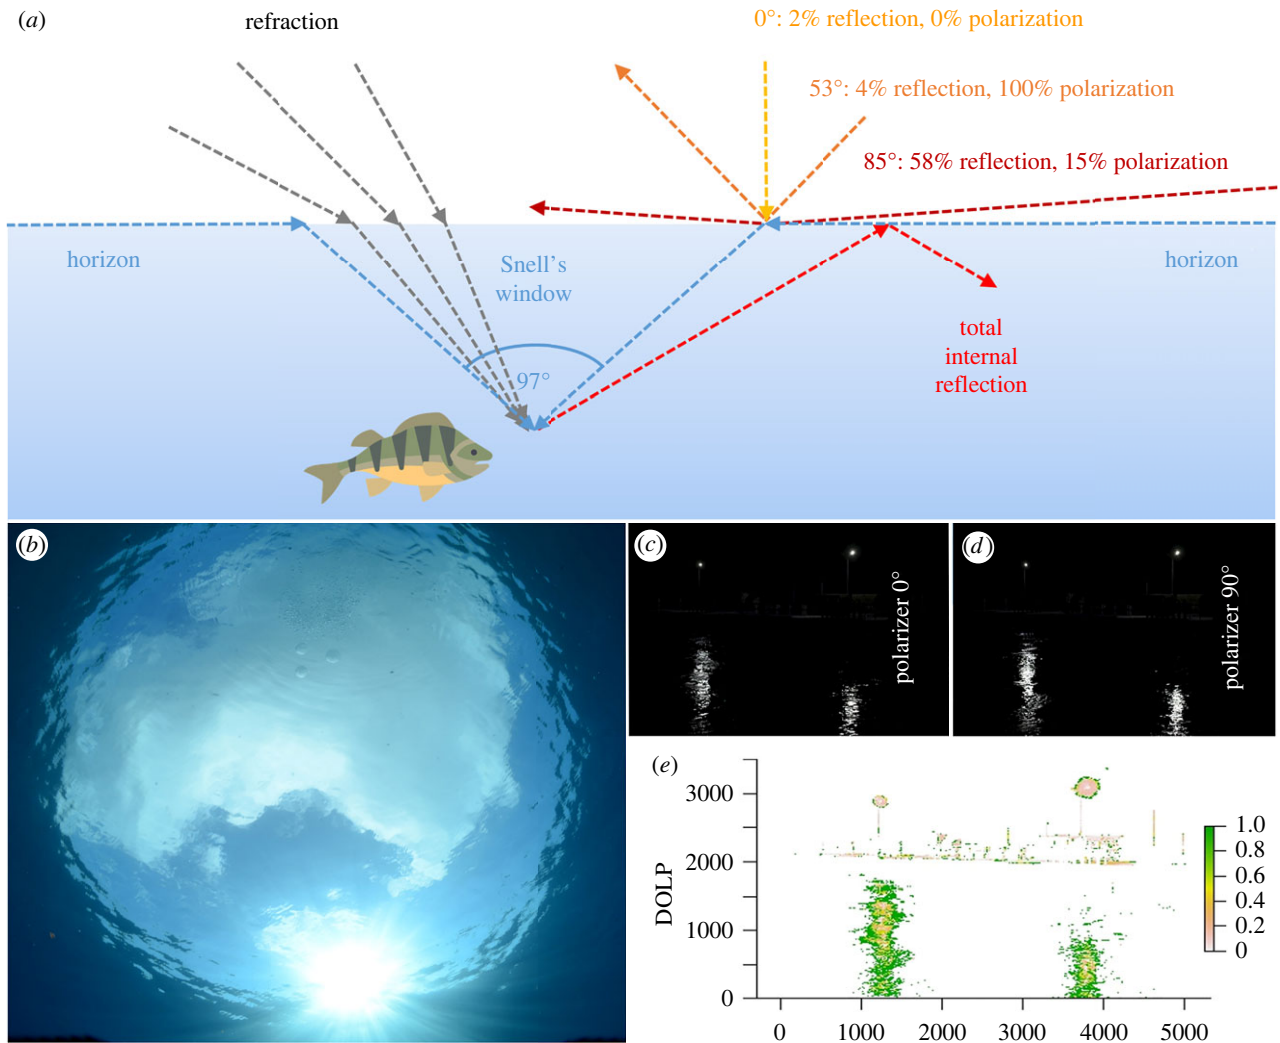 (a)
refraction
0°: 2% reflection, 0% polarization
53°: 4% reflection, 100% polarization
85°: 58% reflection, 15% polarization
horizon
Snell’s
window
horizon
97°
total
internal
reflection
(b)
(c)
polarizer 0°
(d)
polarizer 90°
(e)
DOLP
3000
2000
1000
0
0
1000
2000
3000
4000
5000
1.0
0.8
0.6
0.4
0.2
0